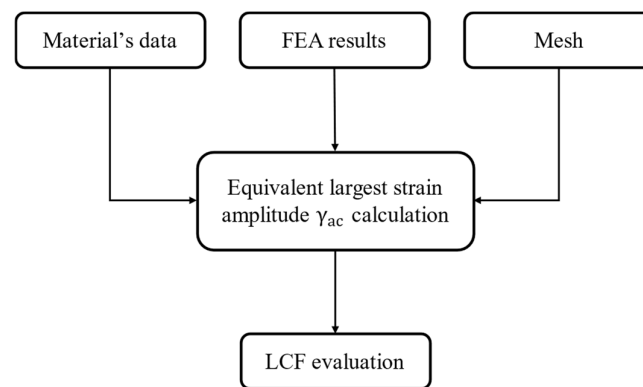 Material's data
FEA results
Mesh
Equivalent largest strain
amplitude γac calculation
LCF evaluation